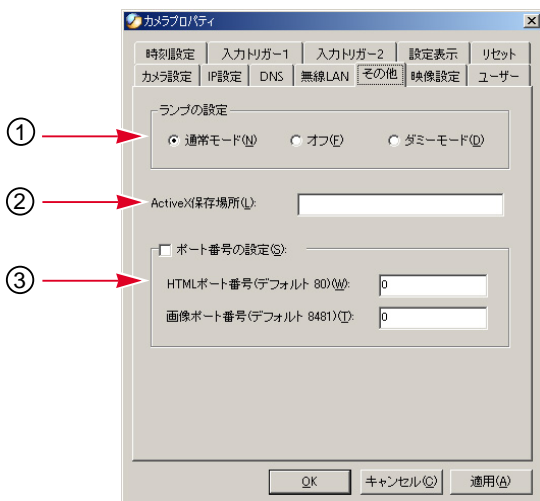 カメラプロパティ
時刻設定 入力トリガー1 入力トリガー2 設定表示 リセット
カメラ設定 IP設定 DNS 無線LAN その他 映像設定 ユーザー
ランプの設定
① 通常モード(N) オフ(F) ダミーモード(D)
② ActiveX保存場所(L):
ポート番号の設定(S):
③ HTMLポート番号(デフォルト 80)(W): 0
画像ポート番号(デフォルト 8481)(T): 0
OK キャンセル(C) 適用(A)